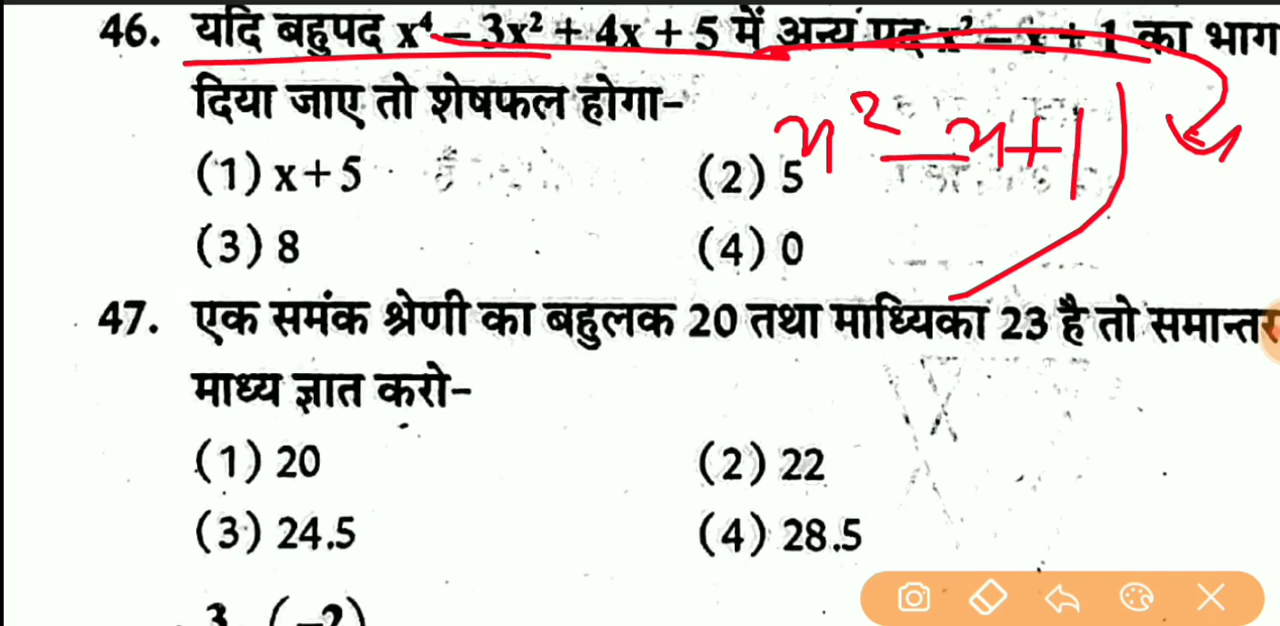 46. यदि बहुपद x⁴ – 3x² + 4x + 5 में अन्य पद x² – x + 1 का भाग
दिया जाए तो शेषफल होगा–
x² – x + 1
(1) x + 5 (2) 5
(3) 8 (4) 0
47. एक समंक श्रेणी का बहुलक 20 तथा माध्यिका 23 है तो समान्तर
माध्य ज्ञात करो–
(1) 20 (2) 22
(3) 24.5 (4) 28.5